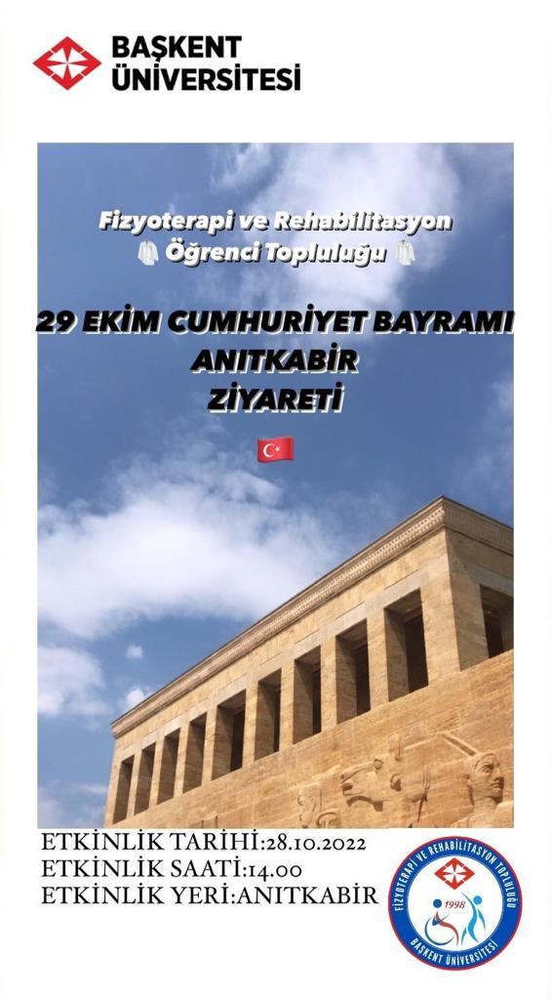 BAŞKENT
ÜNİVERSİTESİ
Fizyoterapi ve Rehabilitasyon
Öğrenci Topluluğu
29 EKİM CUMHURİYET BAYRAMI
ANITKABİR
ZİYARETİ
ETKİNLİK TARİHİ:28.10.2022
ETKİNLİK SAATİ:14.00
ETKİNLİK YERİ:ANITKABİR
FİZYOTERAPİ VE REHABİLİTASYON TOPLULUĞU
1998
BAŞKENT ÜNİVERSİTESİ